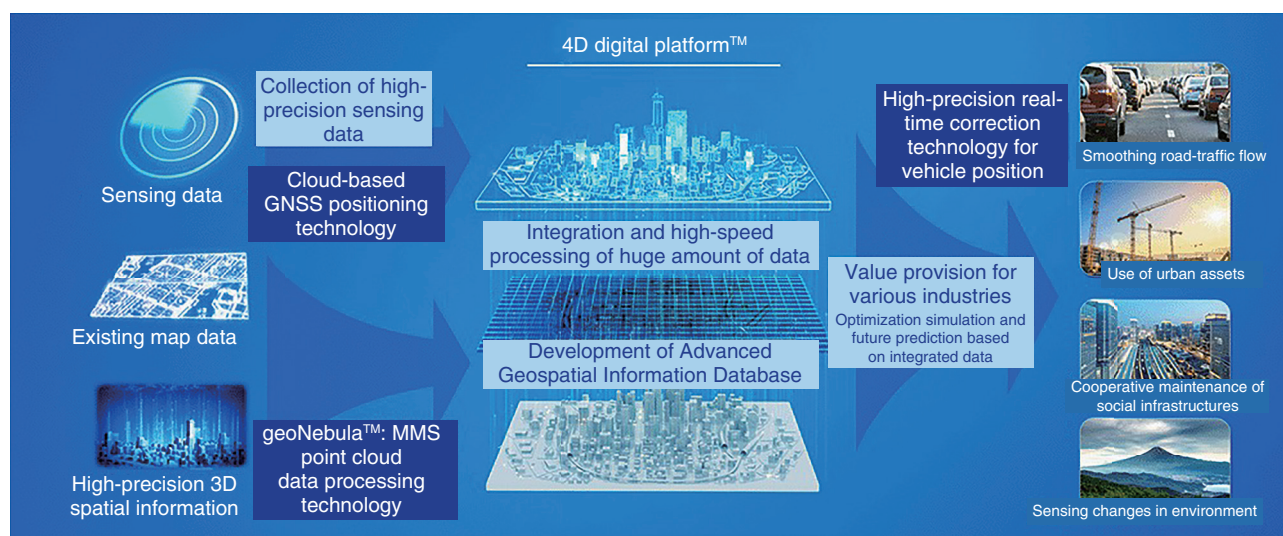 4D digital platform™
Collection of high-
precision sensing
data
Sensing data
Cloud-based
GNSS positioning
technology
Existing map data
High-precision 3D
spatial information
geoNebula™: MMS
point cloud
data processing
technology
Integration and high-speed
processing of huge amount of data
Development of Advanced
Geospatial Information Database
High-precision real-
time correction
technology for
vehicle position
Value provision for
various industries
Optimization simulation and
future prediction based
on integrated data
Smoothing road-traffic flow
Use of urban assets
Cooperative maintenance of
social infrastructures
Sensing changes in environment